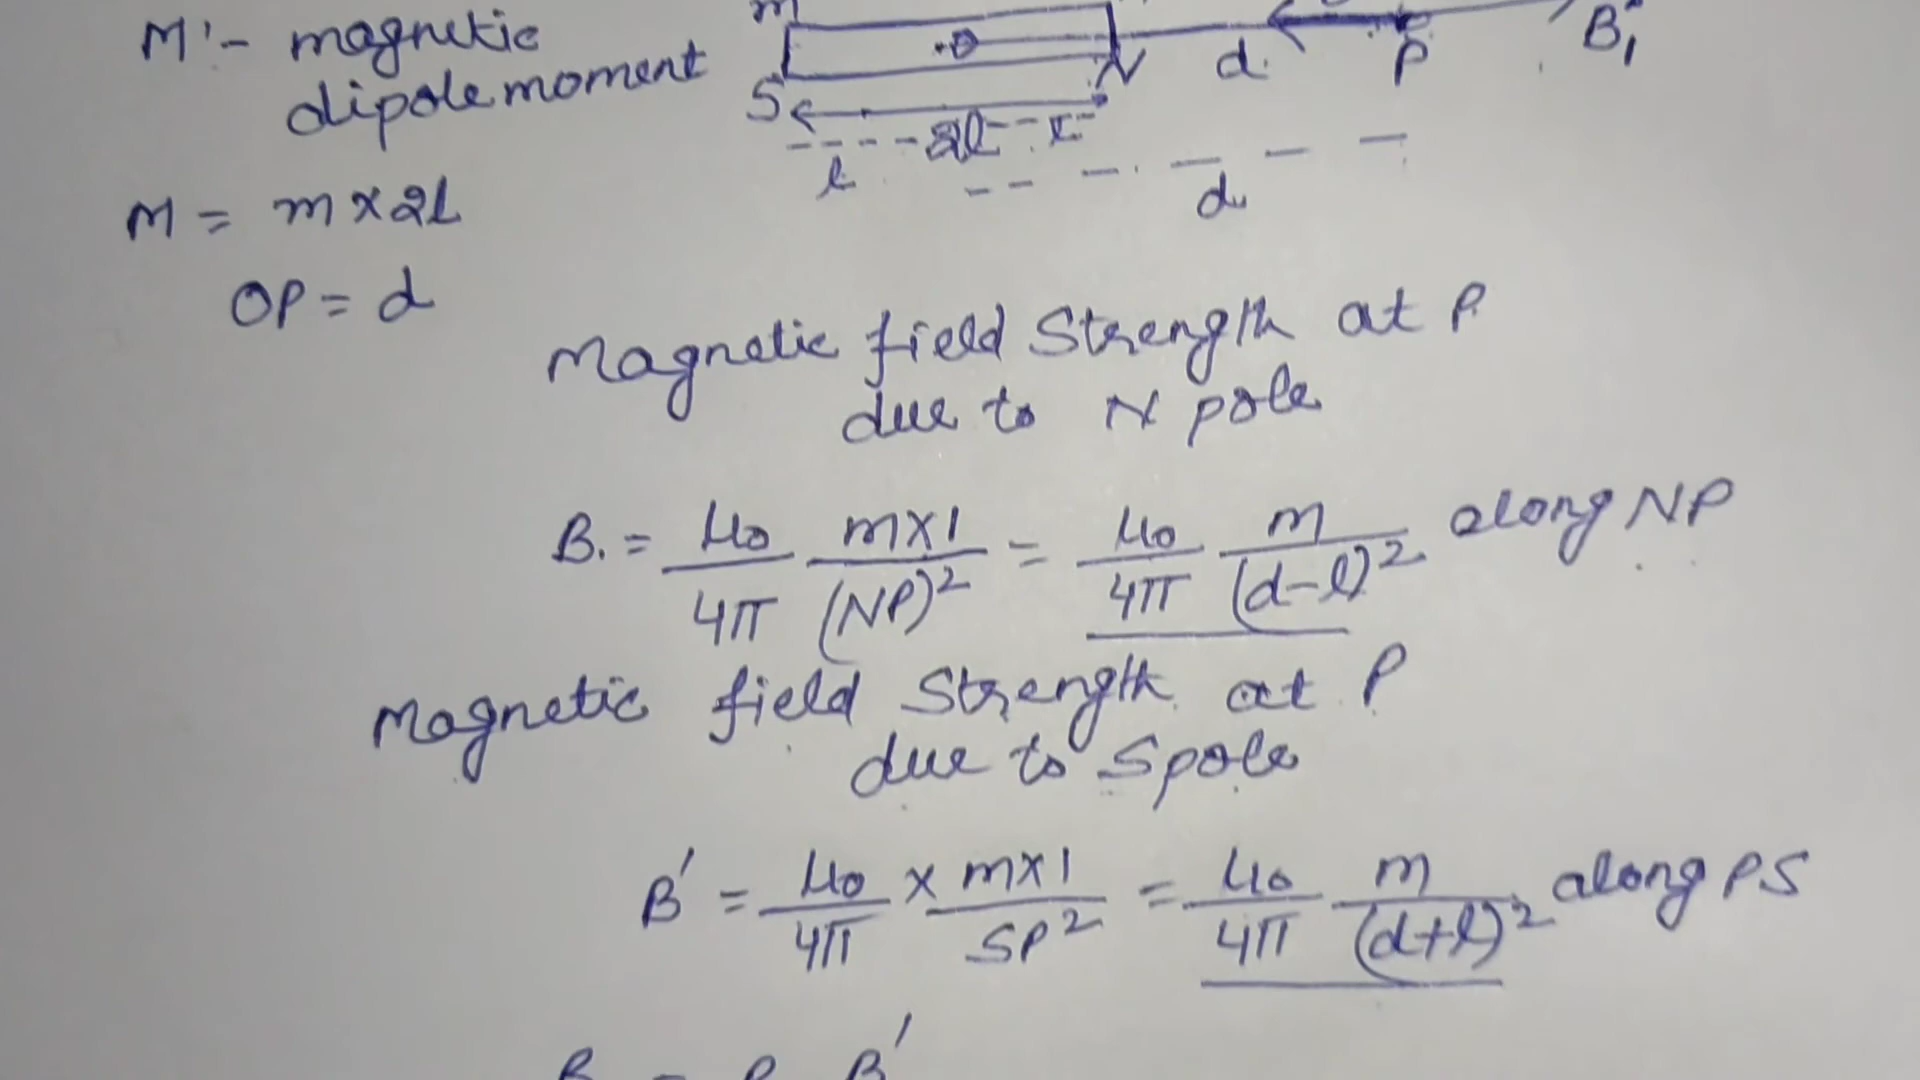 M :- magnetic
dipole moment
M = m x 2l
OP = d
m
S
O
N
d
P
B₁
2l
l
d
Magnetic field Strength at P
due to N pole
B₁ = μ₀/4π m x 1/(NP)² = μ₀/4π m/(d-l)² along NP
Magnetic field Strength at P
due to S pole
B' = μ₀/4π x m x 1/SP² = μ₀/4π m/(d+l)² along PS